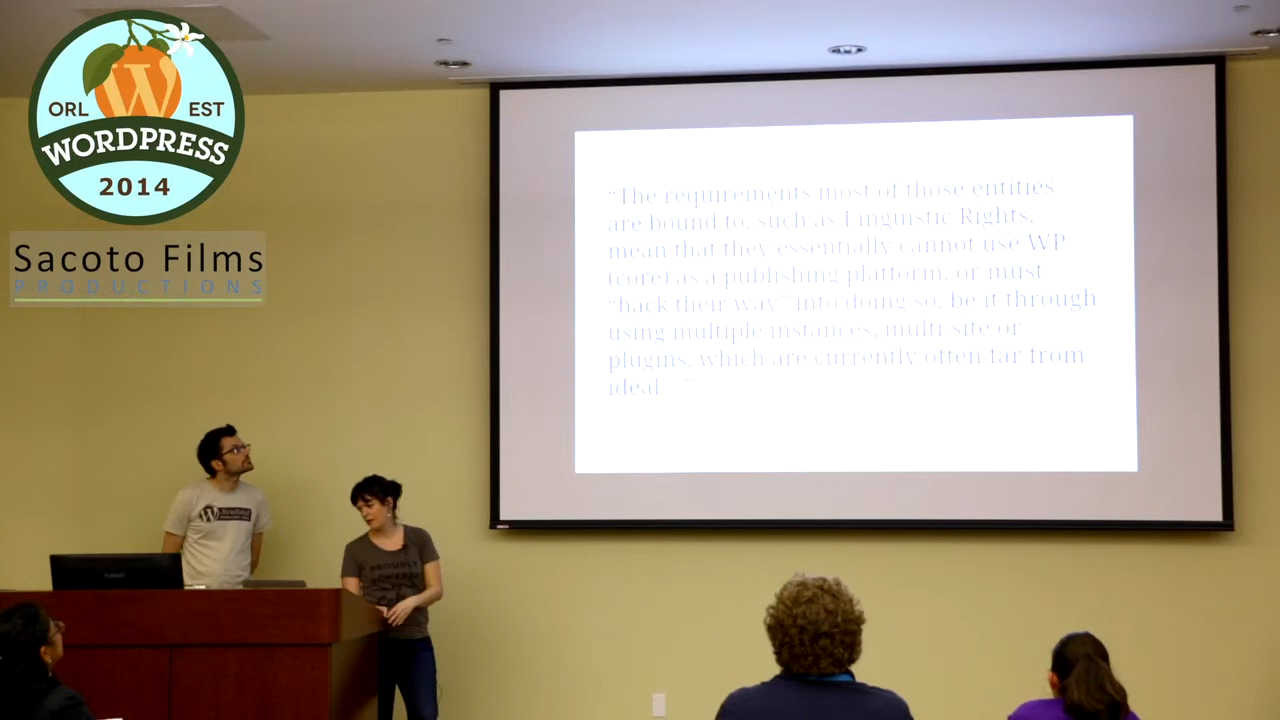 ORL EST
WORDPRESS
2014
Sacoto Films
PRODUCTIONS
“The requirements most of those entities
are bound to, such as Linguistic Rights,
mean that they essentially cannot use WP
(core) as a publishing platform, or must
“hack their way” into doing so, be it through
using multiple instances, multi-site or
plugins, which are currently often far from
ideal
PROUDLY
POWERED